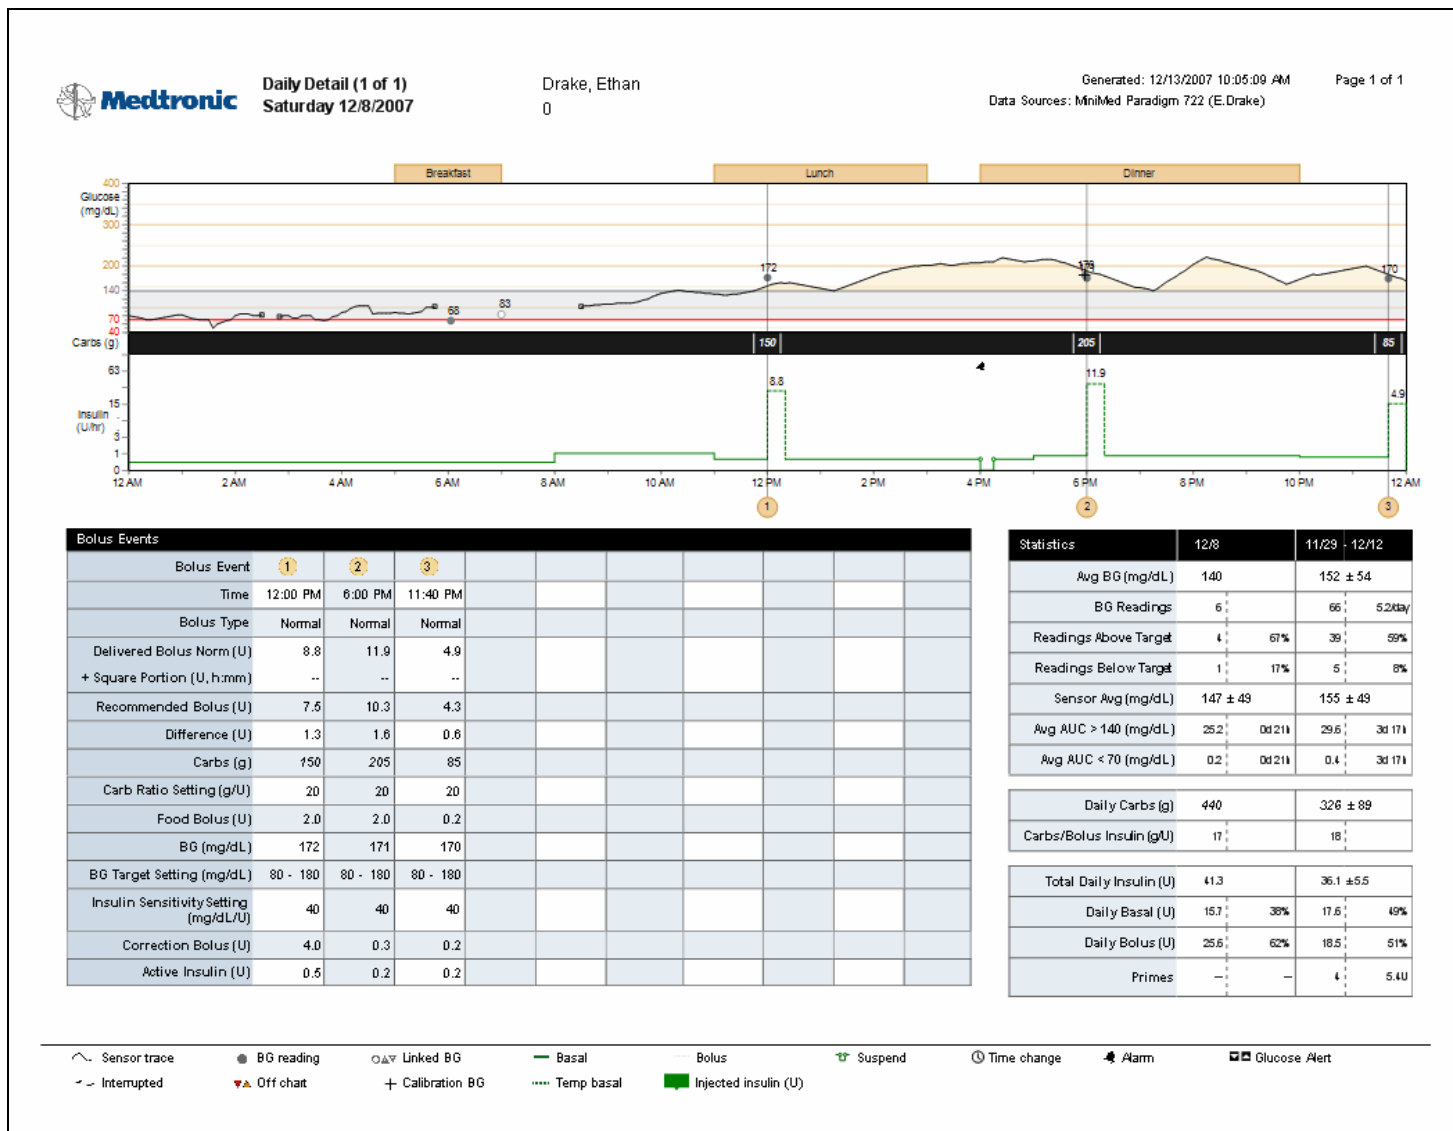 Medtronic
Daily Detail (1 of 1)
Saturday 12/8/2007
Drake, Ethan
0
Generated: 12/13/2007 10:05:09 AM Page 1 of 1
Data Sources: MiniMed Paradigm 722 (E.Drake)
Breakfast Lunch Dinner
400
Glucose
(mg/dL)
300
200
140
70
40
172 170
68 83
Carbs (g) 150 205 85
63
15
Insulin
(U/hr)
3
1
0
8.8 11.9 4.9
12 AM 2 AM 4 AM 6 AM 8 AM 10 AM 12 PM 2 PM 4 PM 6 PM 8 PM 10 PM 12 AM
1 2 3
Bolus Events
Bolus Event 1 2 3
Time 12:00 PM 6:00 PM 11:40 PM
Bolus Type Normal Normal Normal
Delivered Bolus Norm (U) 8.8 11.9 4.9
+ Square Portion (U, h:mm) -- -- --
Recommended Bolus (U) 7.5 10.3 4.3
Difference (U) 1.3 1.6 0.6
Carbs (g) 150 205 85
Carb Ratio Setting (g/U) 20 20 20
Food Bolus (U) 2.0 2.0 0.2
BG (mg/dL) 172 171 170
BG Target Setting (mg/dL) 80 - 180 80 - 180 80 - 180
Insulin Sensitivity Setting
(mg/dL/U) 40 40 40
Correction Bolus (U) 4.0 0.3 0.2
Active Insulin (U) 0.5 0.2 0.2
Statistics 12/8 11/29 - 12/12
Avg BG (mg/dL) 140 152 ± 54
BG Readings 6 66 5.2/day
Readings Above Target 4 67% 39 59%
Readings Below Target 1 17% 5 8%
Sensor Avg (mg/dL) 147 ± 49 155 ± 49
Avg AUC > 140 (mg/dL) 25.2 0d 21h 29.6 3d 17h
Avg AUC < 70 (mg/dL) 0.2 0d 21h 0.4 3d 17h
Daily Carbs (g) 440 326 ± 89
Carbs/Bolus Insulin (g/U) 17 18
Total Daily Insulin (U) 41.3 36.1 ±5.5
Daily Basal (U) 15.7 38% 17.6 49%
Daily Bolus (U) 25.6 62% 18.5 51%
Primes -- -- 4 5.4U
Sensor trace BG reading Linked BG Basal Bolus Suspend Time change Alarm Glucose Alert
Interrupted Off chart Calibration BG Temp basal Injected insulin (U)